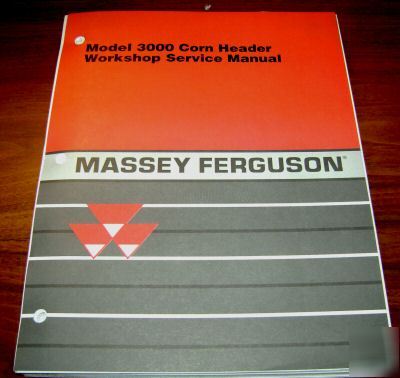 Model 3000 Corn Header
Workshop Service Manual
MASSEY FERGUSON®